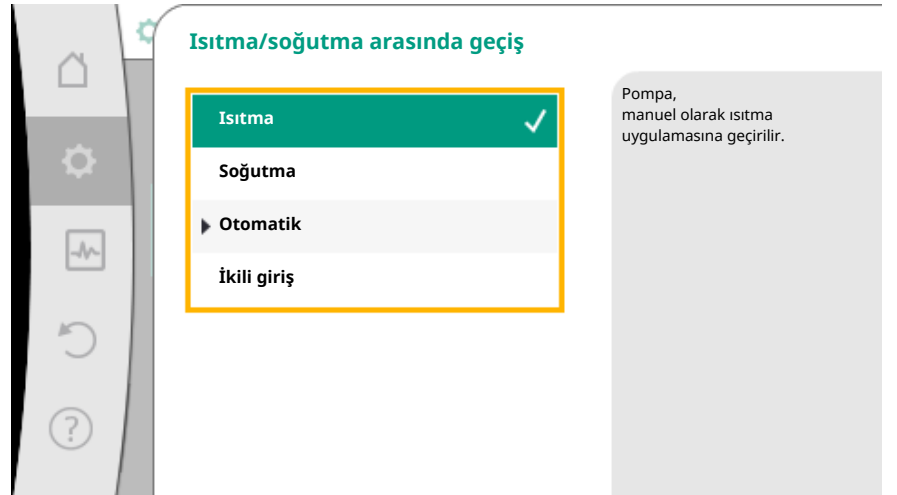 Isıtma/soğutma arasında geçiş
Isıtma
Soğutma
Otomatik
İkili giriş
Pompa,
manuel olarak ısıtma
uygulamasına geçirilir.
?